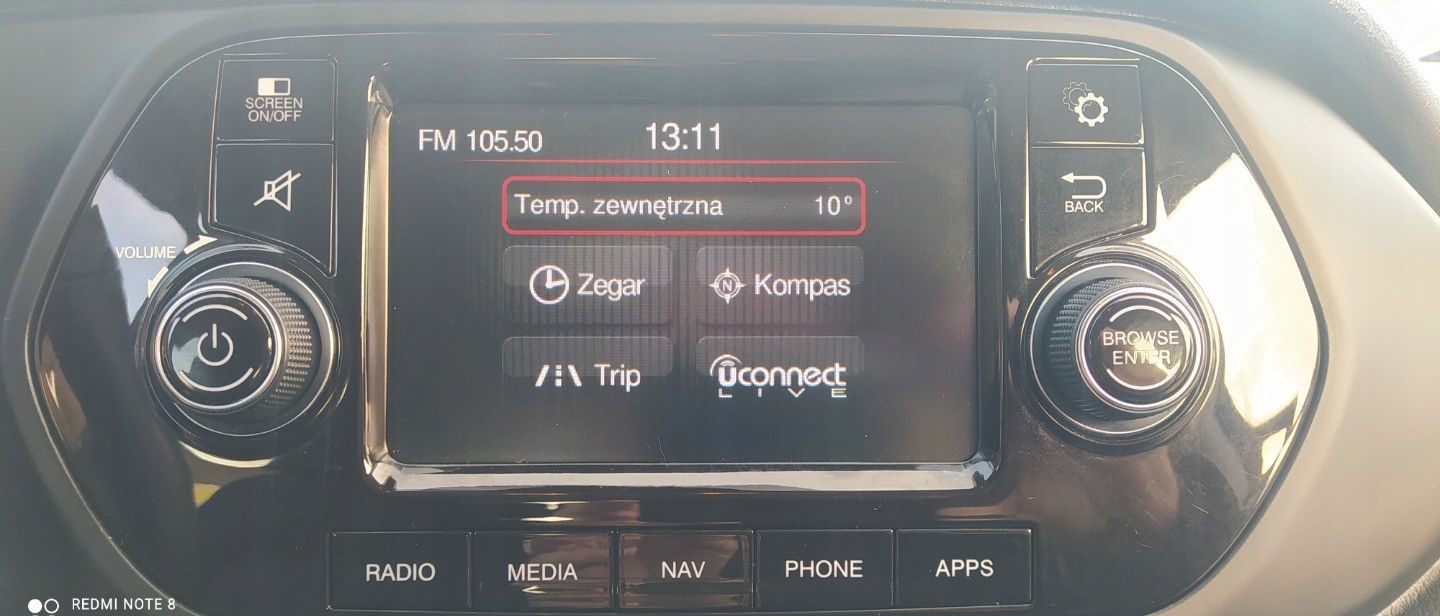 SCREEN
ON/OFF
VOLUME
FM 105.50 13:11
Temp. zewnętrzna 10°
Zegar
N Kompas
Trip
Uconnect
LIVE
BACK
BROWSE
ENTER
RADIO MEDIA NAV PHONE APPS
REDMI NOTE 8